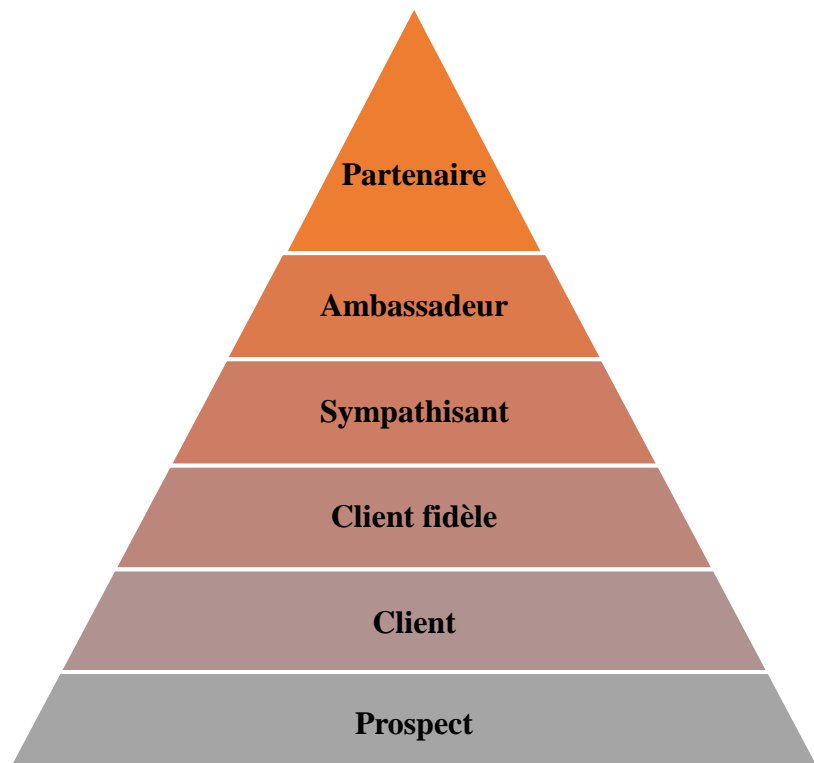 Partenaire
Ambassadeur
Sympathisant
Client fidèle
Client
Prospect